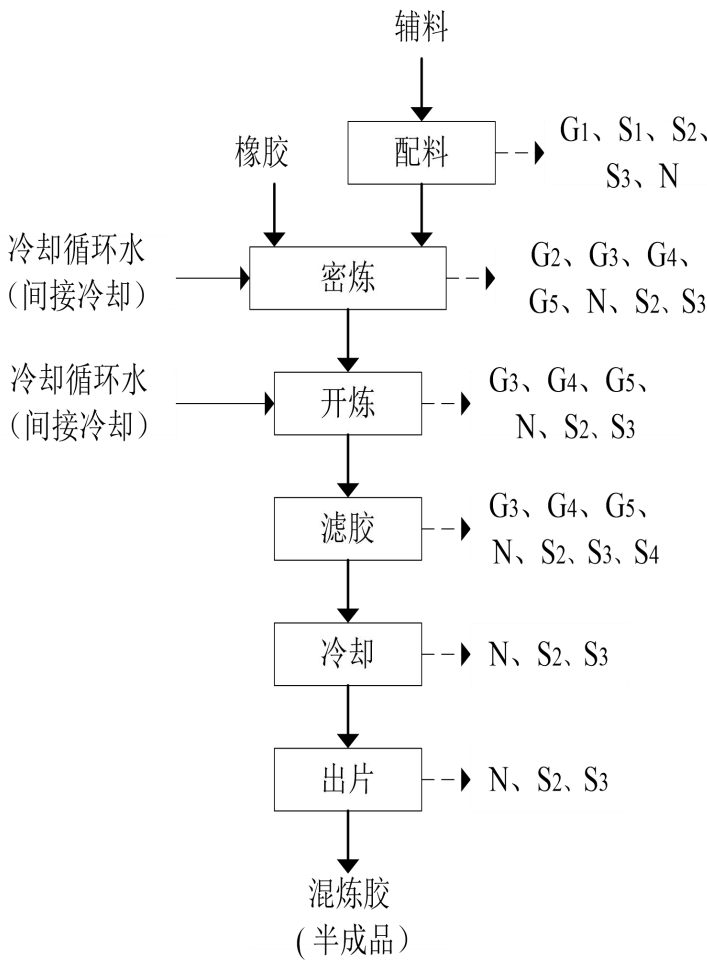 辅料
橡胶
配料
G1、S1、S2、
S3、N
冷却循环水
（间接冷却）
密炼
G2、G3、G4、
G5、N、S2、S3
冷却循环水
（间接冷却）
开炼
G3、G4、G5、
N、S2、S3
滤胶
G3、G4、G5、
N、S2、S3、S4
冷却
N、S2、S3
出片
N、S2、S3
混炼胶
(半成品）